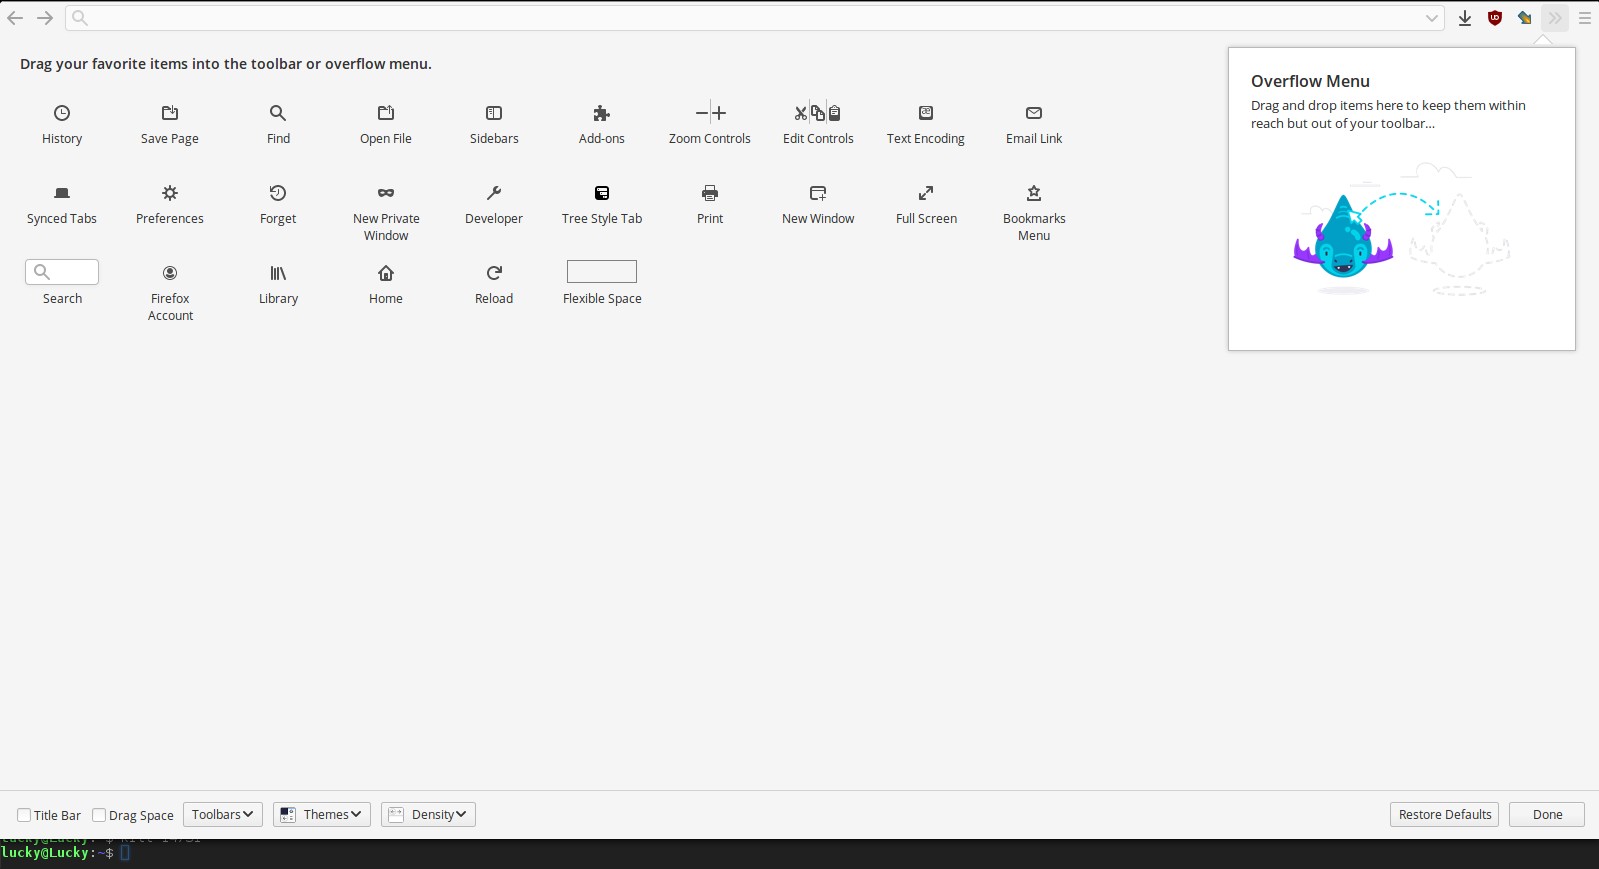 Drag your favorite items into the toolbar or overflow menu.
History
Save Page
Find
Open File
Sidebars
Add-ons
Zoom Controls
Edit Controls
Text Encoding
Email Link
Synced Tabs
Preferences
Forget
New Private
Window
Developer
Tree Style Tab
Print
New Window
Full Screen
Bookmarks
Menu
Search
Firefox
Account
Library
Home
Reload
Flexible Space
Overflow Menu
Drag and drop items here to keep them within
reach but out of your toolbar...
Title Bar
Drag Space
Toolbars
Themes
Density
Restore Defaults
Done
lucky@Lucky:~$